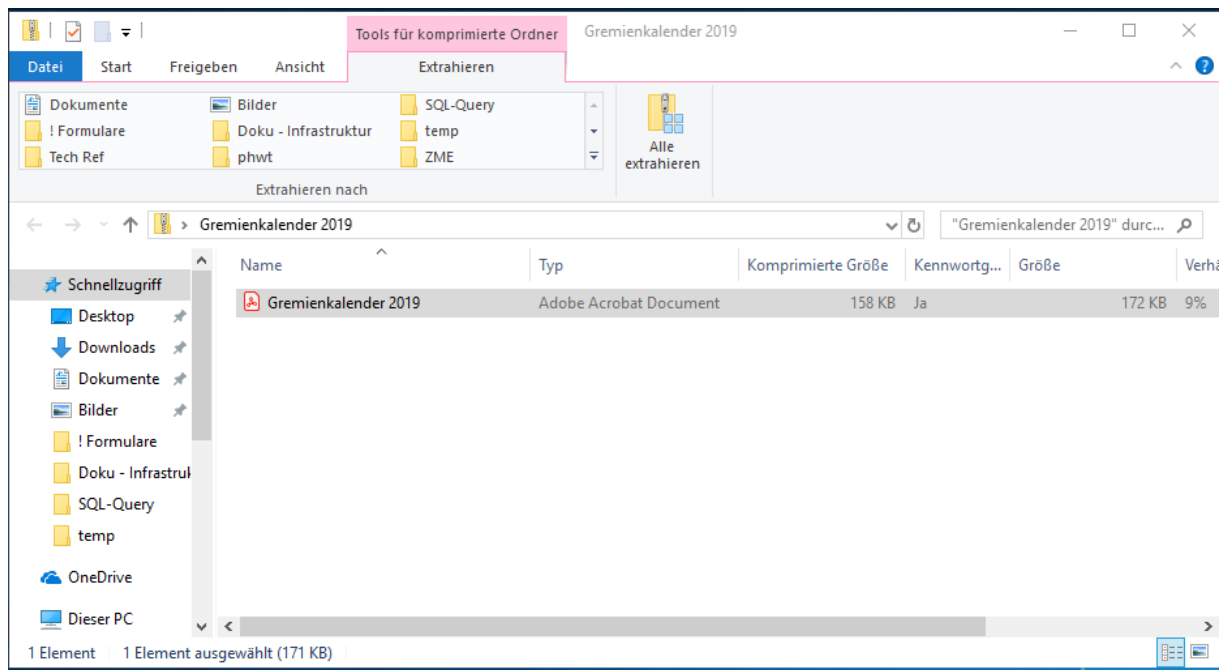 Tools für komprimierte Ordner
Gremienkalender 2019
Datei Start Freigeben Ansicht Extrahieren
Dokumente Bilder SQL-Query
! Formulare Doku - Infrastruktur temp
Tech Ref phwt ZME
Alle
extrahieren
Extrahieren nach
Gremienkalender 2019
"Gremienkalender 2019" durc...
Name Typ Komprimierte Größe Kennwortg... Größe Verhä
Gremienkalender 2019 Adobe Acrobat Document 158 KB Ja 172 KB 9%
Schnellzugriff
Desktop
Downloads
Dokumente
Bilder
! Formulare
Doku - Infrastruk
SQL-Query
temp
OneDrive
Dieser PC
1 Element 1 Element ausgewählt (171 KB)